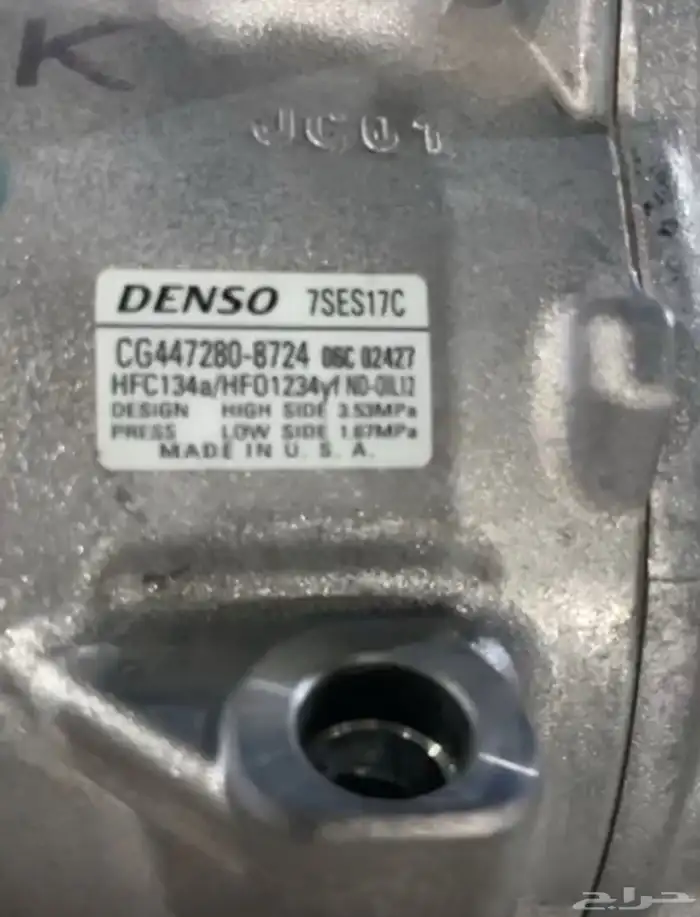 K
JC01
DENSO 7SES17C
CG447280-8724 06C 02427
HFC134a/HFO1234yf ND-OIL12
DESIGN HIGH SIDE 3.53MPa
PRESS LOW SIDE 1.67MPa
MADE IN U. S. A.
حراج